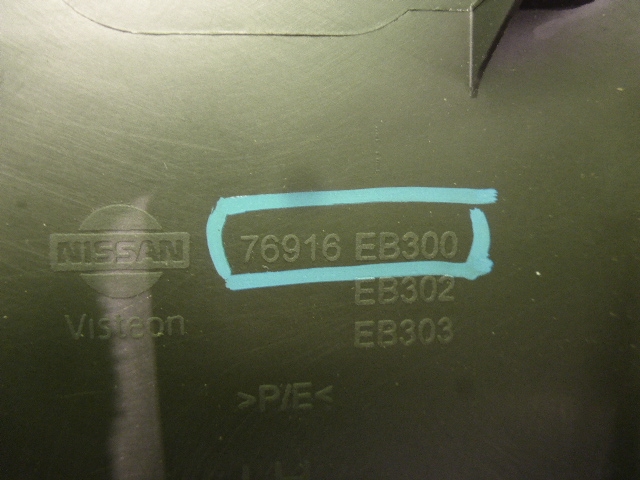 NISSAN
Visteon
76916 EB300
EB302
EB303
>P/E<